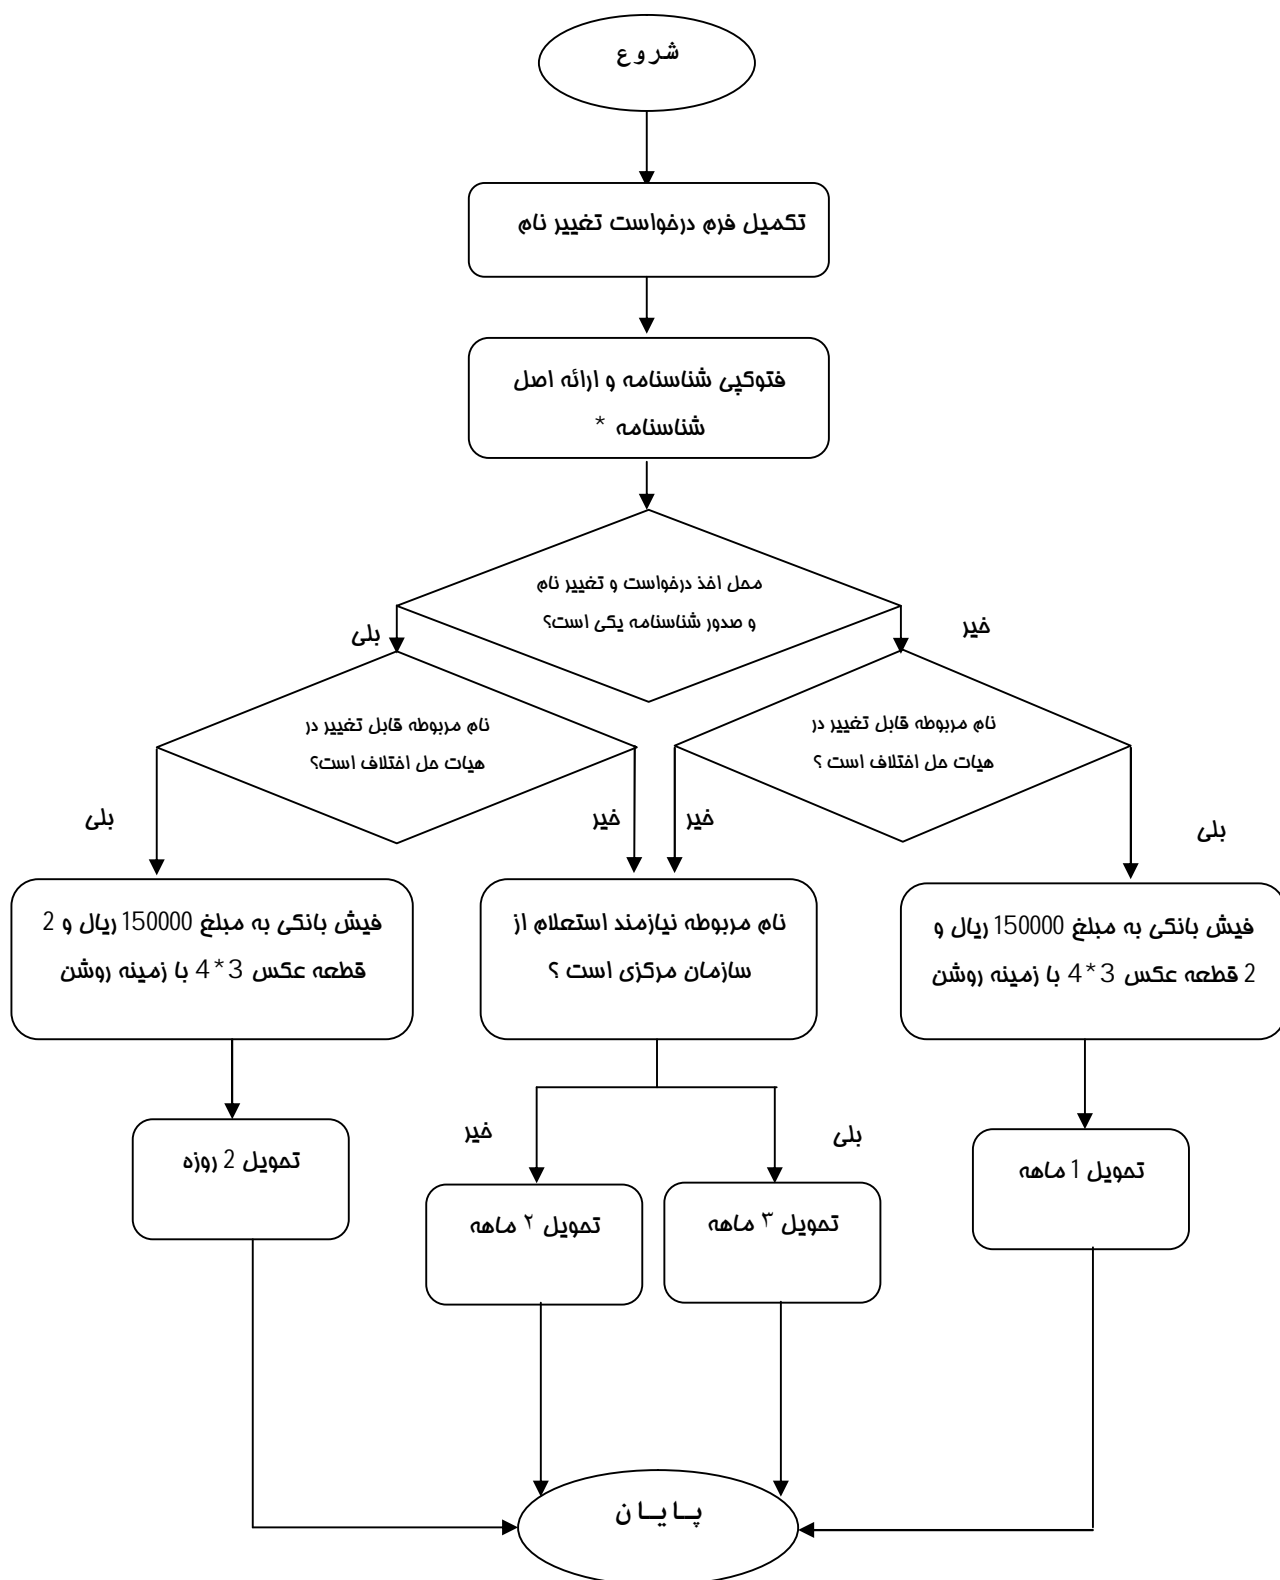 شروع
تکمیل فرم درخواست تغییر نام
فتوکپی شناسنامه و ارائه اصل
شناسنامه *
محل اخذ درخواست و تغییر نام
و صدور شناسنامه یکی است؟
بلی
خیر
نام مربوطه قابل تغییر در
هیات حل اختلاف است؟
نام مربوطه قابل تغییر در
هیات حل اختلاف است ؟
بلی
خیر
خیر
بلی
فیش بانکی به مبلغ 150000 ریال و 2
قطعه عکس 3*4 با زمینه روشن
نام مربوطه نیازمند استعلام از
سازمان مرکزی است ؟
فیش بانکی به مبلغ 150000 ریال و
2 قطعه عکس 3*4 با زمینه روشن
خیر
بلی
تحویل 2 روزه
تحویل ۲ ماهه
تحویل ۳ ماهه
تحویل 1 ماهه
پایان